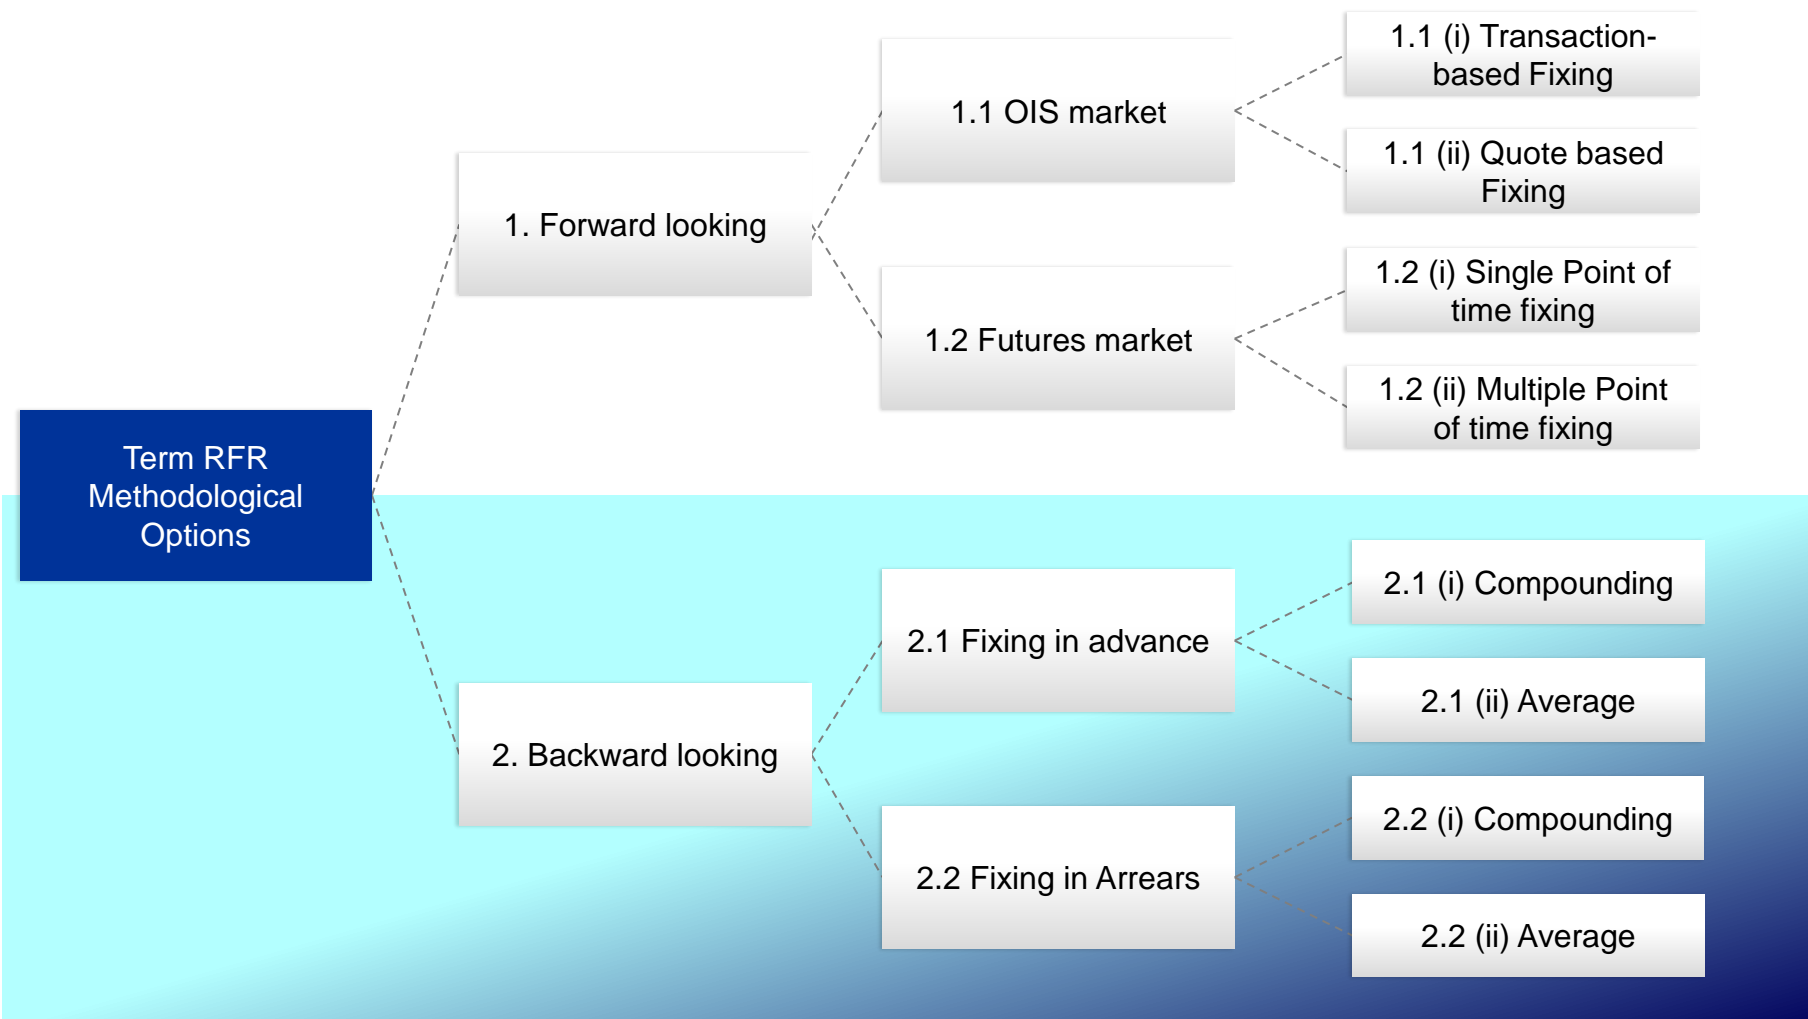 Term RFR
Methodological
Options
1. Forward looking
1.1 OIS market
1.1 (i) Transaction-
based Fixing
1.1 (ii) Quote based
Fixing
1.2 Futures market
1.2 (i) Single Point of
time fixing
1.2 (ii) Multiple Point
of time fixing
2. Backward looking
2.1 Fixing in advance
2.1 (i) Compounding
2.1 (ii) Average
2.2 Fixing in Arrears
2.2 (i) Compounding
2.2 (ii) Average